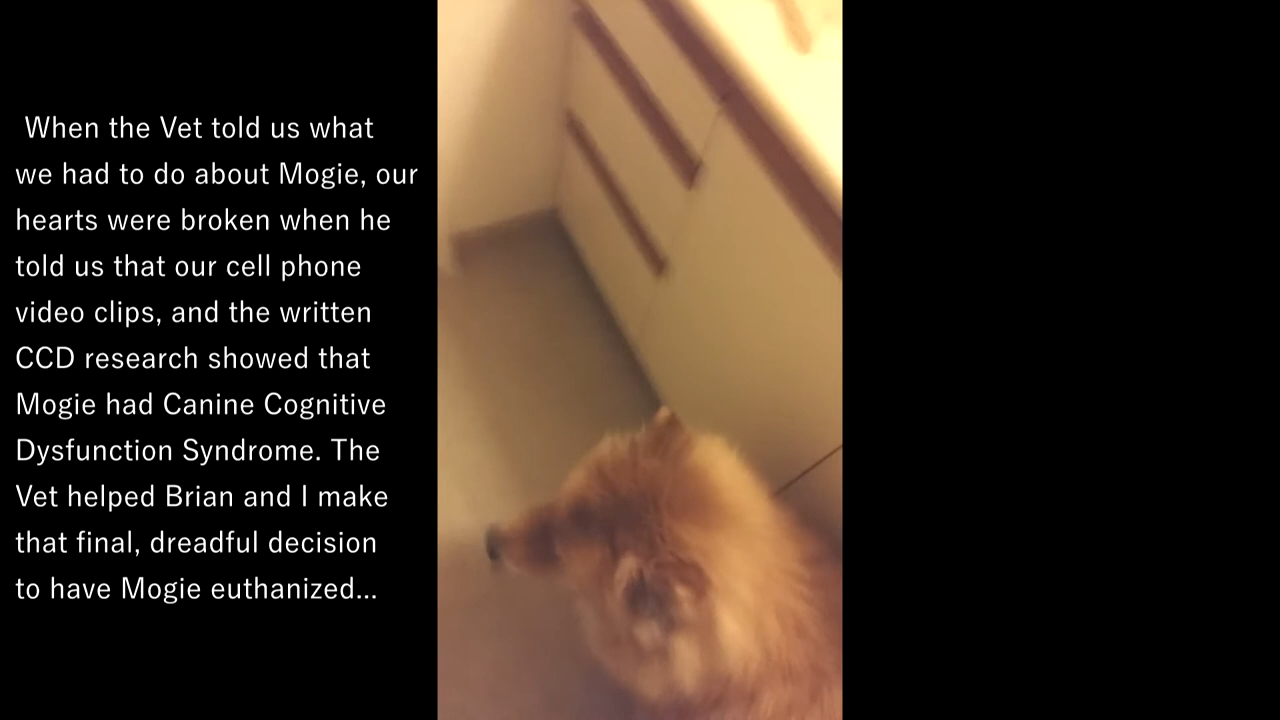 When the Vet told us what
we had to do about Mogie, our
hearts were broken when he
told us that our cell phone
video clips, and the written
CCD research showed that
Mogie had Canine Cognitive
Dysfunction Syndrome. The
Vet helped Brian and I make
that final, dreadful decision
to have Mogie euthanized...